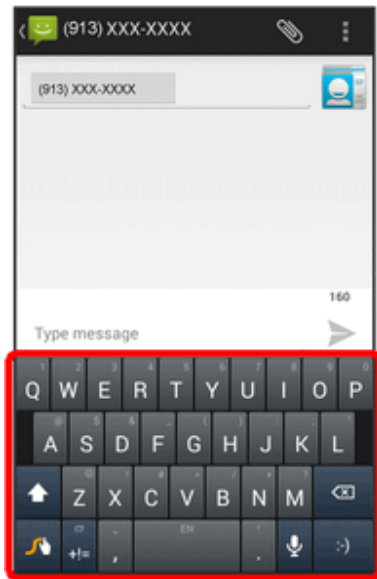 (913) XXX-XXXX
(913) XXX-XXXX
160
Type message
1 2 3 4 5 6 7 8 9 0
Q W E R T Y U I O P
A S D F G H J K L
Z X C V B N M
EN
+!= , . :-)